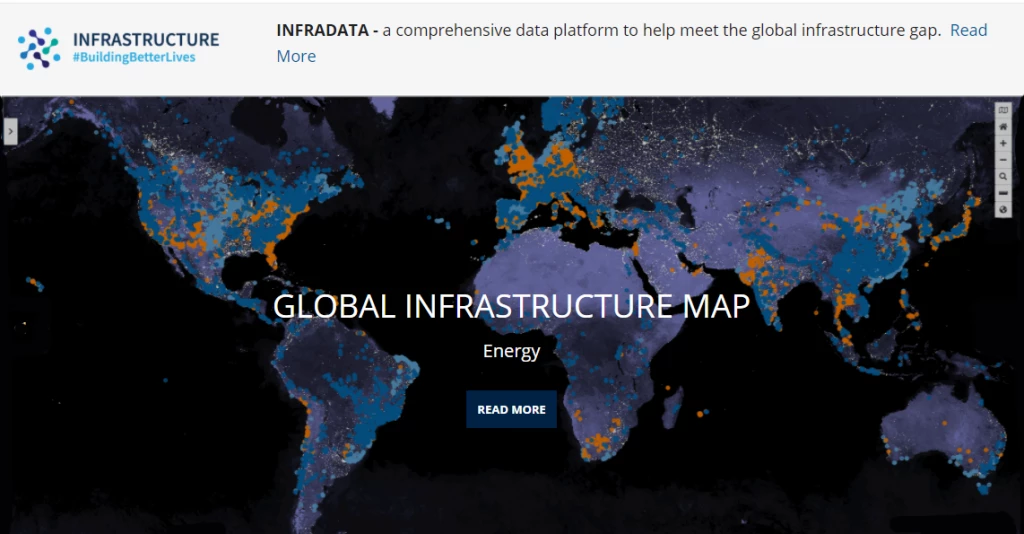 INFRASTRUCTURE
#BuildingBetterLives
INFRADATA - a comprehensive data platform to help meet the global infrastructure gap. Read
More
GLOBAL INFRASTRUCTURE MAP
Energy
READ MORE